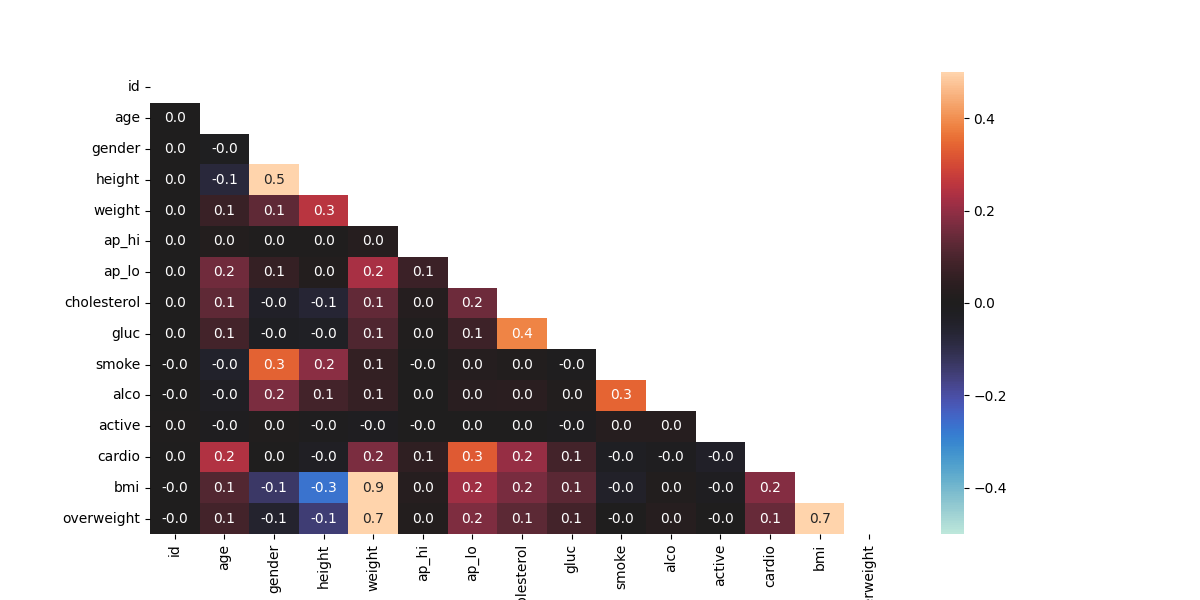 id
age 0.0
gender 0.0 -0.0
height 0.0 -0.1 0.5
weight 0.0 0.1 0.1 0.3
ap_hi 0.0 0.0 0.0 0.0 0.0
ap_lo 0.0 0.2 0.1 0.0 0.2 0.1
cholesterol 0.0 0.1 -0.0 -0.1 0.1 0.0 0.2
gluc 0.0 0.1 -0.0 -0.0 0.1 0.0 0.1 0.4
smoke -0.0 -0.0 0.3 0.2 0.1 -0.0 0.0 0.0 -0.0
alco -0.0 -0.0 0.2 0.1 0.1 0.0 0.0 0.0 0.0 0.3
active 0.0 -0.0 0.0 -0.0 -0.0 -0.0 0.0 0.0 -0.0 0.0 0.0
cardio 0.0 0.2 0.0 -0.0 0.2 0.1 0.3 0.2 0.1 -0.0 -0.0 -0.0
bmi -0.0 0.1 -0.1 -0.3 0.9 0.0 0.2 0.2 0.1 -0.0 0.0 -0.0 0.2
overweight -0.0 0.1 -0.1 -0.1 0.7 0.0 0.2 0.1 0.1 -0.0 0.0 -0.0 0.1 0.7
id age gender height weight ap_hi ap_lo olesterol gluc smoke alco active cardio bmi rweight
0.4
0.2
0.0
−0.2
−0.4